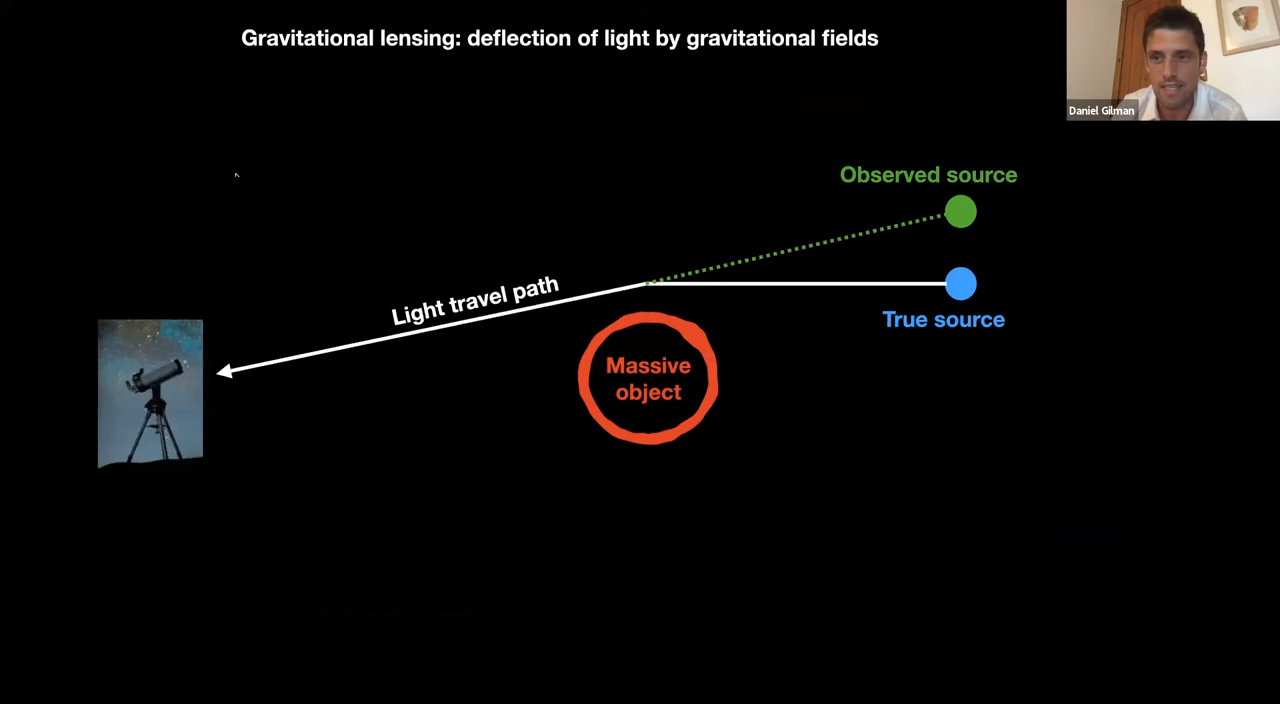 Gravitational lensing: deflection of light by gravitational fields
Daniel Gilman
Observed source
Light travel path
True source
Massive
object